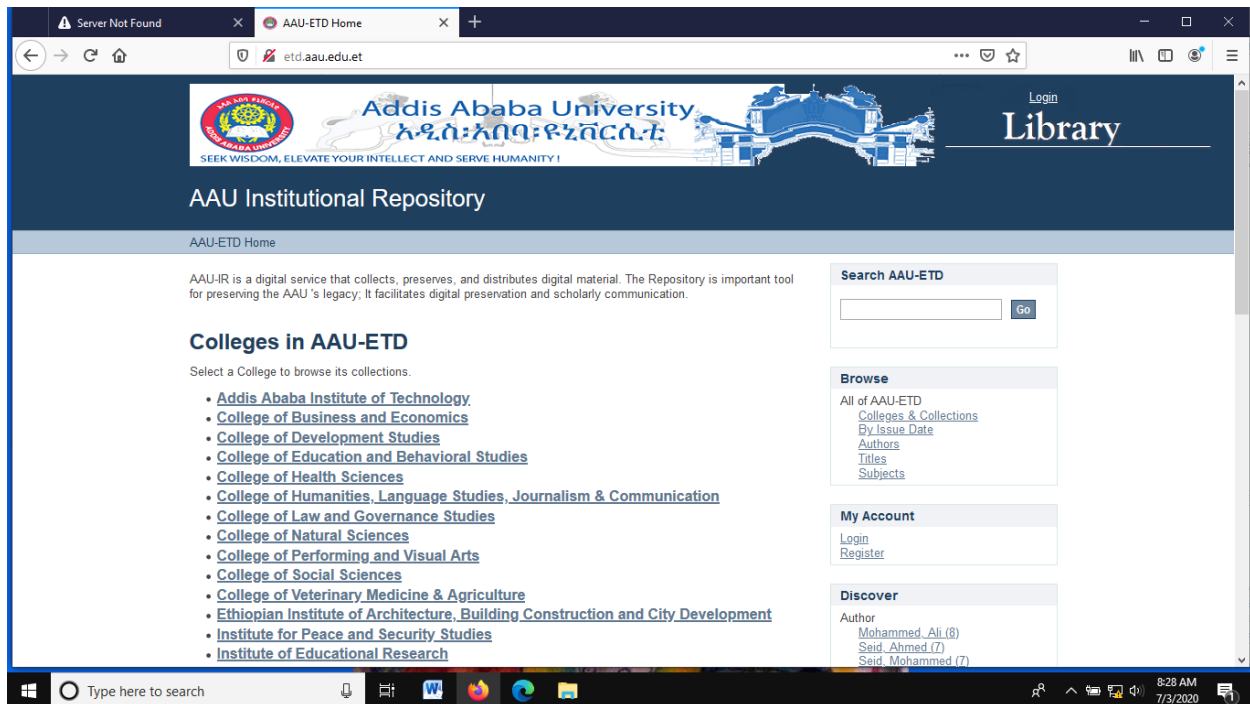 Server Not Found
AAU-ETD Home
etd.aau.edu.et
Login
Addis Ababa University
አዲስ፡አበባ፡ዩኒቨርሲቲ
Library
SEEK WISDOM, ELEVATE YOUR INTELLECT AND SERVE HUMANITY !
AAU Institutional Repository
AAU-ETD Home
AAU-IR is a digital service that collects, preserves, and distributes digital material. The Repository is important tool
for preserving the AAU 's legacy; It facilitates digital preservation and scholarly communication.
Colleges in AAU-ETD
Select a College to browse its collections.
Addis Ababa Institute of Technology
College of Business and Economics
College of Development Studies
College of Education and Behavioral Studies
College of Health Sciences
College of Humanities, Language Studies, Journalism & Communication
College of Law and Governance Studies
College of Natural Sciences
College of Performing and Visual Arts
College of Social Sciences
College of Veterinary Medicine & Agriculture
Ethiopian Institute of Architecture, Building Construction and City Development
Institute for Peace and Security Studies
Institute of Educational Research
Search AAU-ETD
Go
Browse
All of AAU-ETD
Colleges & Collections
By Issue Date
Authors
Titles
Subjects
My Account
Login
Register
Discover
Author
Mohammed, Ali (8)
Seid, Ahmed (7)
Seid, Mohammed (7)
Type here to search
8:28 AM
7/3/2020